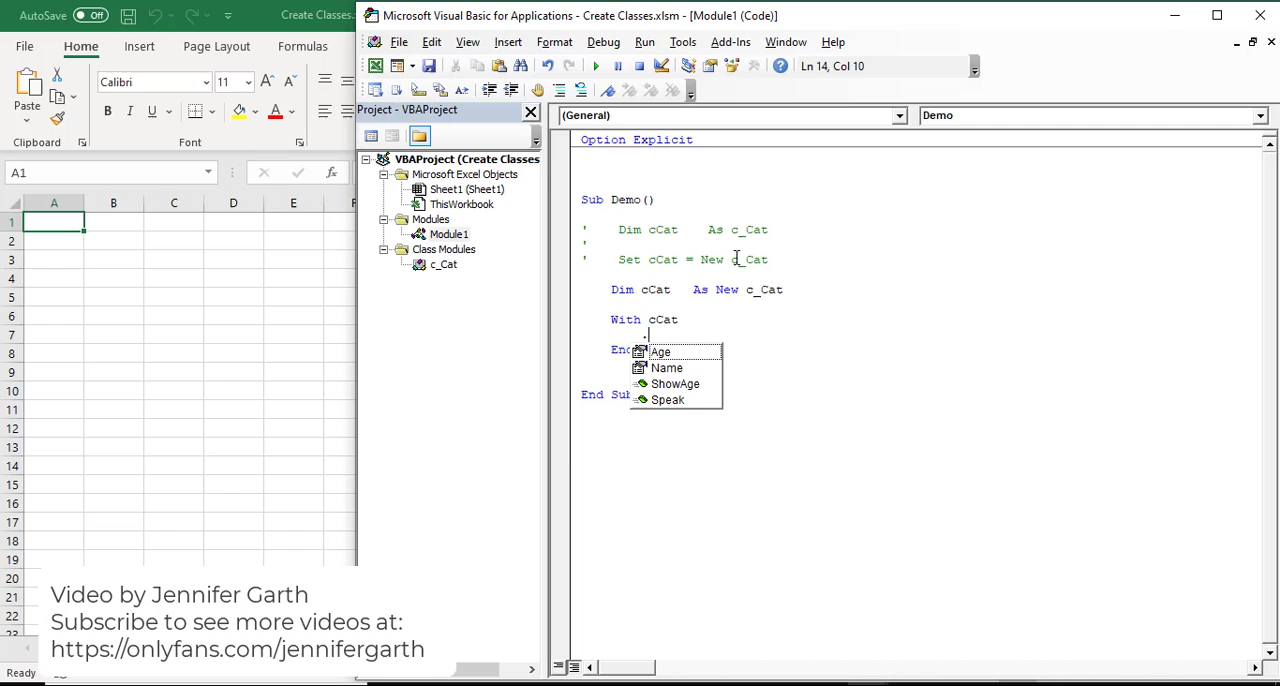 AutoSave Off
Create Classes.
File Home Insert Page Layout Formulas
Calibri 11
Paste
B I U
Clipboard Font
A1
fx
A B C D E F
1
2
3
4
5
6
7
8
9
10
11
12
13
14
15
16
17
18
19
20
21
22
23
Ready
Microsoft Visual Basic for Applications - Create Classes.xlsm - [Module1 (Code)]
File Edit View Insert Format Debug Run Tools Add-Ins Window Help
Ln 14, Col 10
Project - VBAProject
VBAProject (Create Classes
Microsoft Excel Objects
Sheet1 (Sheet1)
ThisWorkbook
Modules
Module1
Class Modules
c_Cat
(General) Demo
Option Explicit
Sub Demo()
' Dim cCat As c_Cat
'
' Set cCat = New c_Cat
Dim cCat As New c_Cat
With cCat
.
End
Age
Name
ShowAge
Speak
End Sub
Video by Jennifer Garth
Subscribe to see more videos at:
https://onlyfans.com/jennifergarth